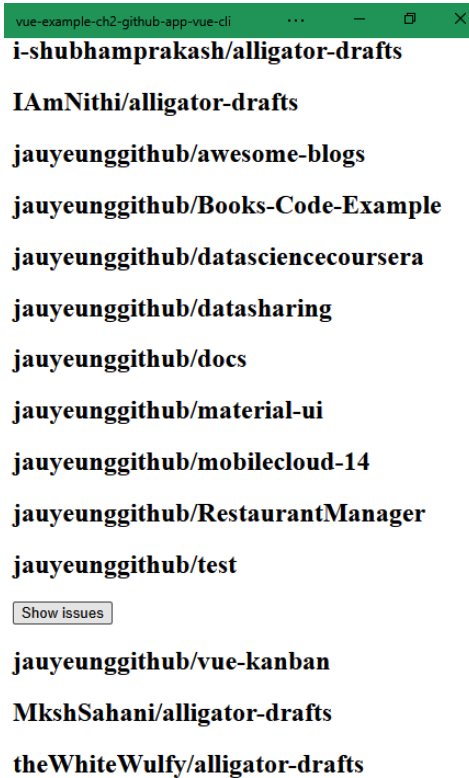 vue-example-ch2-github-app-vue-cli
i-shubhamprakash/alligator-drafts
IAmNithi/alligator-drafts
jauyeunggithub/awesome-blogs
jauyeunggithub/Books-Code-Example
jauyeunggithub/datasciencecoursera
jauyeunggithub/datasharing
jauyeunggithub/docs
jauyeunggithub/material-ui
jauyeunggithub/mobilecloud-14
jauyeunggithub/RestaurantManager
jauyeunggithub/test
Show issues
jauyeunggithub/vue-kanban
MkshSahani/alligator-drafts
theWhiteWulfy/alligator-drafts